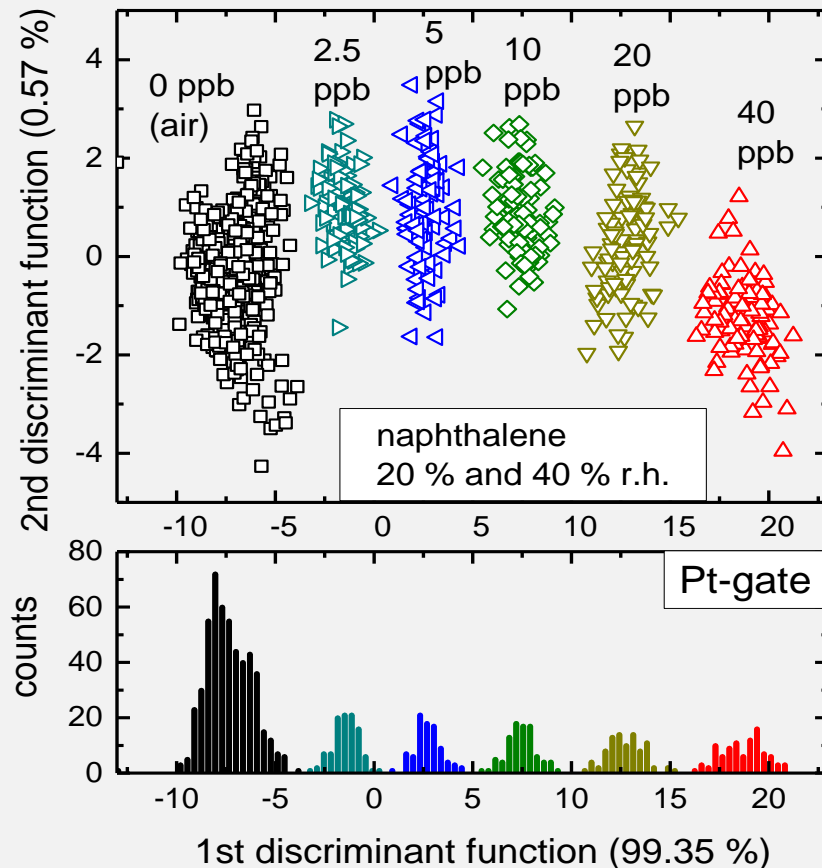 2nd discriminant function (0.57 %)
4
2
0
-2
-4
0 ppb
(air)
2.5
ppb
5
ppb
10
ppb
20
ppb
40
ppb
naphthalene
20 % and 40 % r.h.
-10
-5
0
5
10
15
20
counts
80
60
40
20
0
Pt-gate
-10
-5
0
5
10
15
20
1st discriminant function (99.35 %)